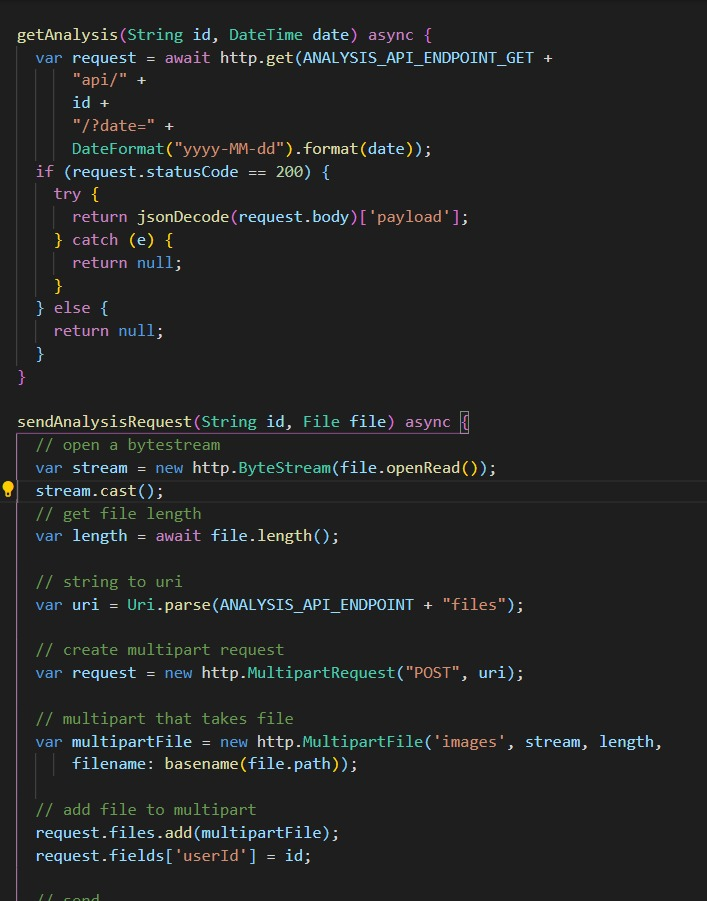 getAnalysis(String id, DateTime date) async {
  var request = await http.get(ANALYSIS_API_ENDPOINT_GET +
      "api/" +
      id +
      "/?date=" +
      DateFormat("yyyy-MM-dd").format(date));
  if (request.statusCode == 200) {
    try {
      return jsonDecode(request.body)['payload'];
    } catch (e) {
      return null;
    }
  } else {
    return null;
  }
}

sendAnalysisRequest(String id, File file) async {
  // open a bytestream
  var stream = new http.ByteStream(file.openRead());
  stream.cast();
  // get file length
  var length = await file.length();

  // string to uri
  var uri = Uri.parse(ANALYSIS_API_ENDPOINT + "files");

  // create multipart request
  var request = new http.MultipartRequest("POST", uri);

  // multipart that takes file
  var multipartFile = new http.MultipartFile('images', stream, length,
      filename: basename(file.path));

  // add file to multipart
  request.files.add(multipartFile);
  request.fields['userId'] = id;

  // send